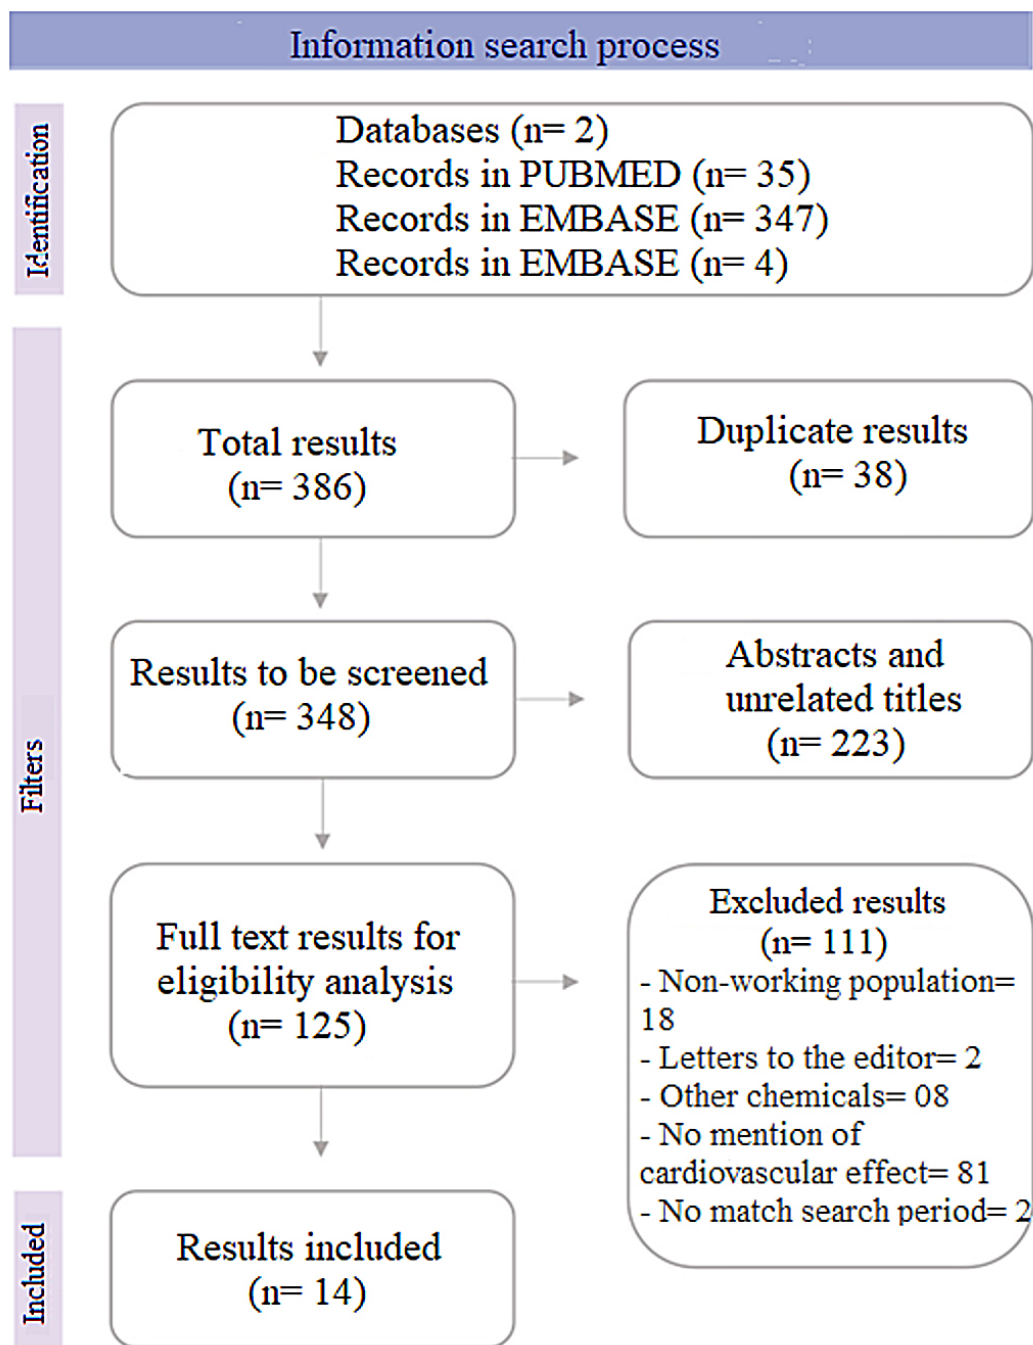 Information search process
Identification
Databases (n= 2)
Records in PUBMED (n= 35)
Records in EMBASE (n= 347)
Records in EMBASE (n= 4)
Filters
Total results
(n= 386)
Duplicate results
(n= 38)
Results to be screened
(n= 348)
Abstracts and
unrelated titles
(n= 223)
Full text results for
eligibility analysis
(n= 125)
Excluded results
(n= 111)
- Non-working population=
18
- Letters to the editor= 2
- Other chemicals= 08
- No mention of
cardiovascular effect= 81
- No match search period= 2
Included
Results included
(n= 14)